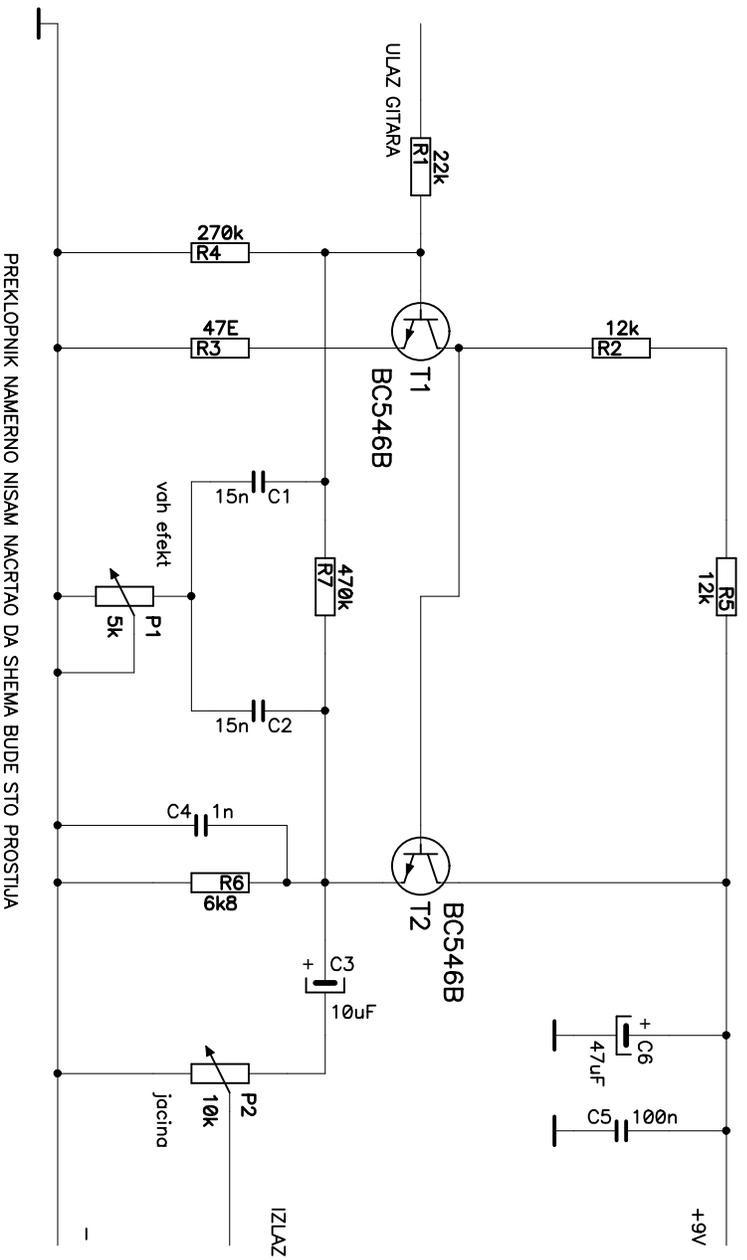 ULAZ GITARA
22k
R1
270k
R4
47E
R3
T1
BC546B
12k
R2
R5
12k
vah efekt
15n C1
470k
R7
P1
5k
15n C2
C4 1n
R6
6k8
T2
BC546B
+ C3
10uF
P2
10k
jacina
+ C6
47uF
C5 100n
+9V
IZLAZ
-
PREKLOPNIK NAMERNO NISAM NACRTAO DA SHEMA BUDE STO PROSTIJA